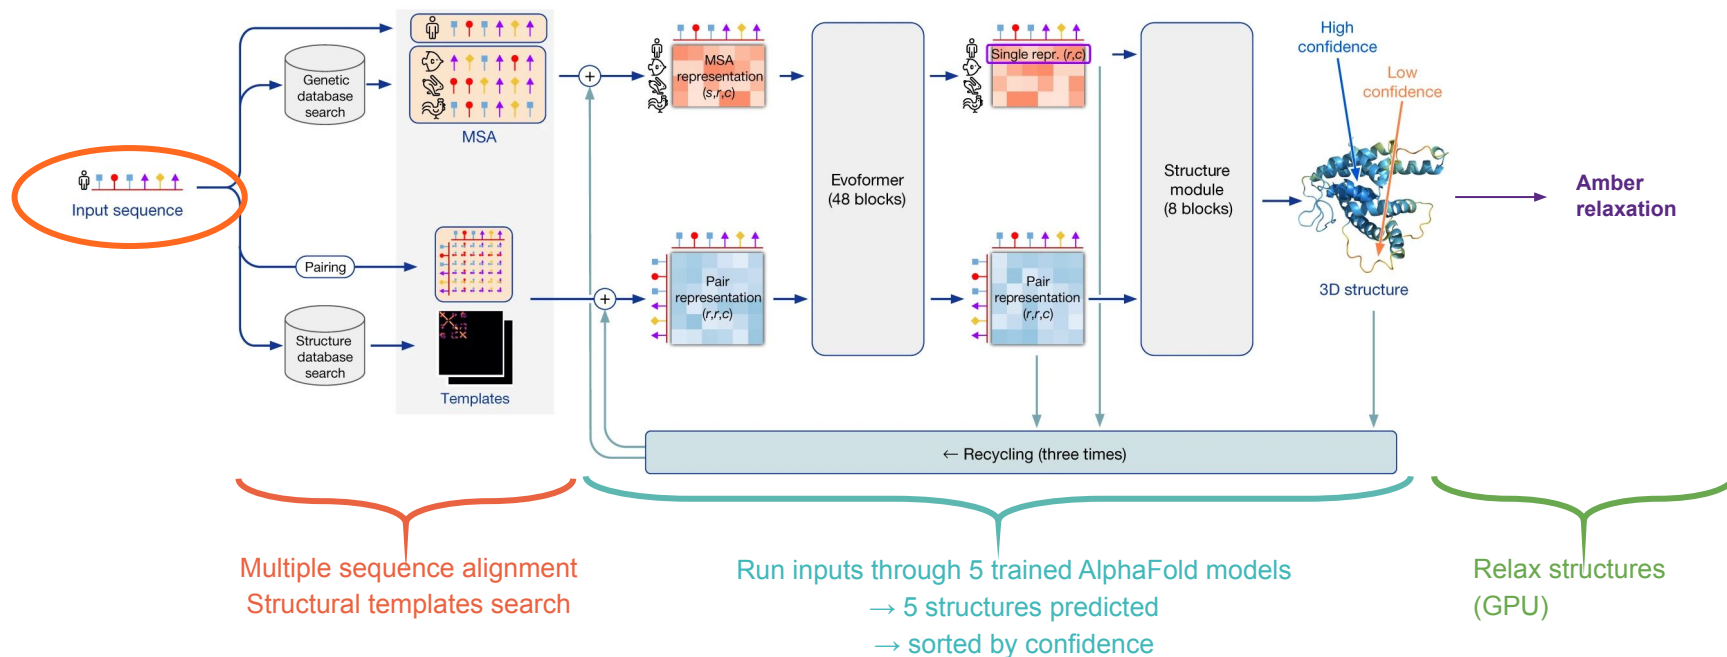 Input sequence
Genetic
database
search
MSA
Pairing
Structure
database
search
Templates
+
+
MSA
representation
(s,r,c)
Pair
representation
(r,r,c)
Evoformer
(48 blocks)
Single repr. (r,c)
Pair
representation
(r,r,c)
Structure
module
(8 blocks)
High
confidence
Low
confidence
3D structure
Amber
relaxation
← Recycling (three times)
Multiple sequence alignment
Structural templates search
Run inputs through 5 trained AlphaFold models
→ 5 structures predicted
→ sorted by confidence
Relax structures
(GPU)